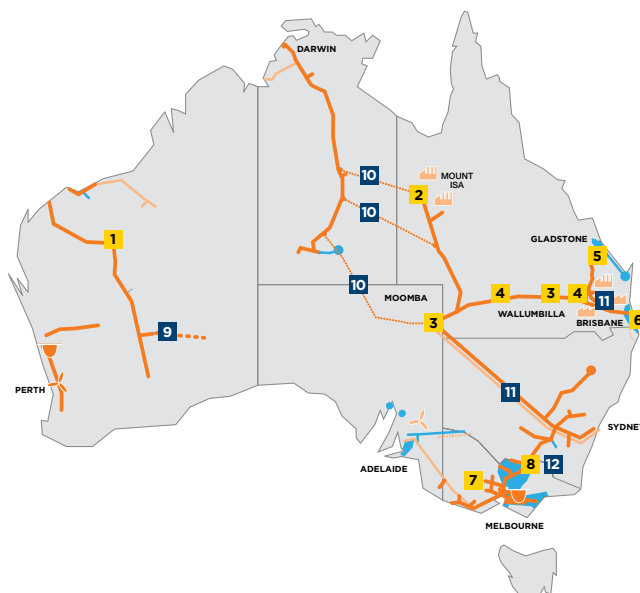 DARWIN
10
MOUNT
ISA
2
10
1
GLADSTONE
5
10
MOOMBA
4
3
4
11
WALLUMBILLA
BRISBANE
6
3
9
11
PERTH
SYDNEY
ADELAIDE
7
8
12
MELBOURNE